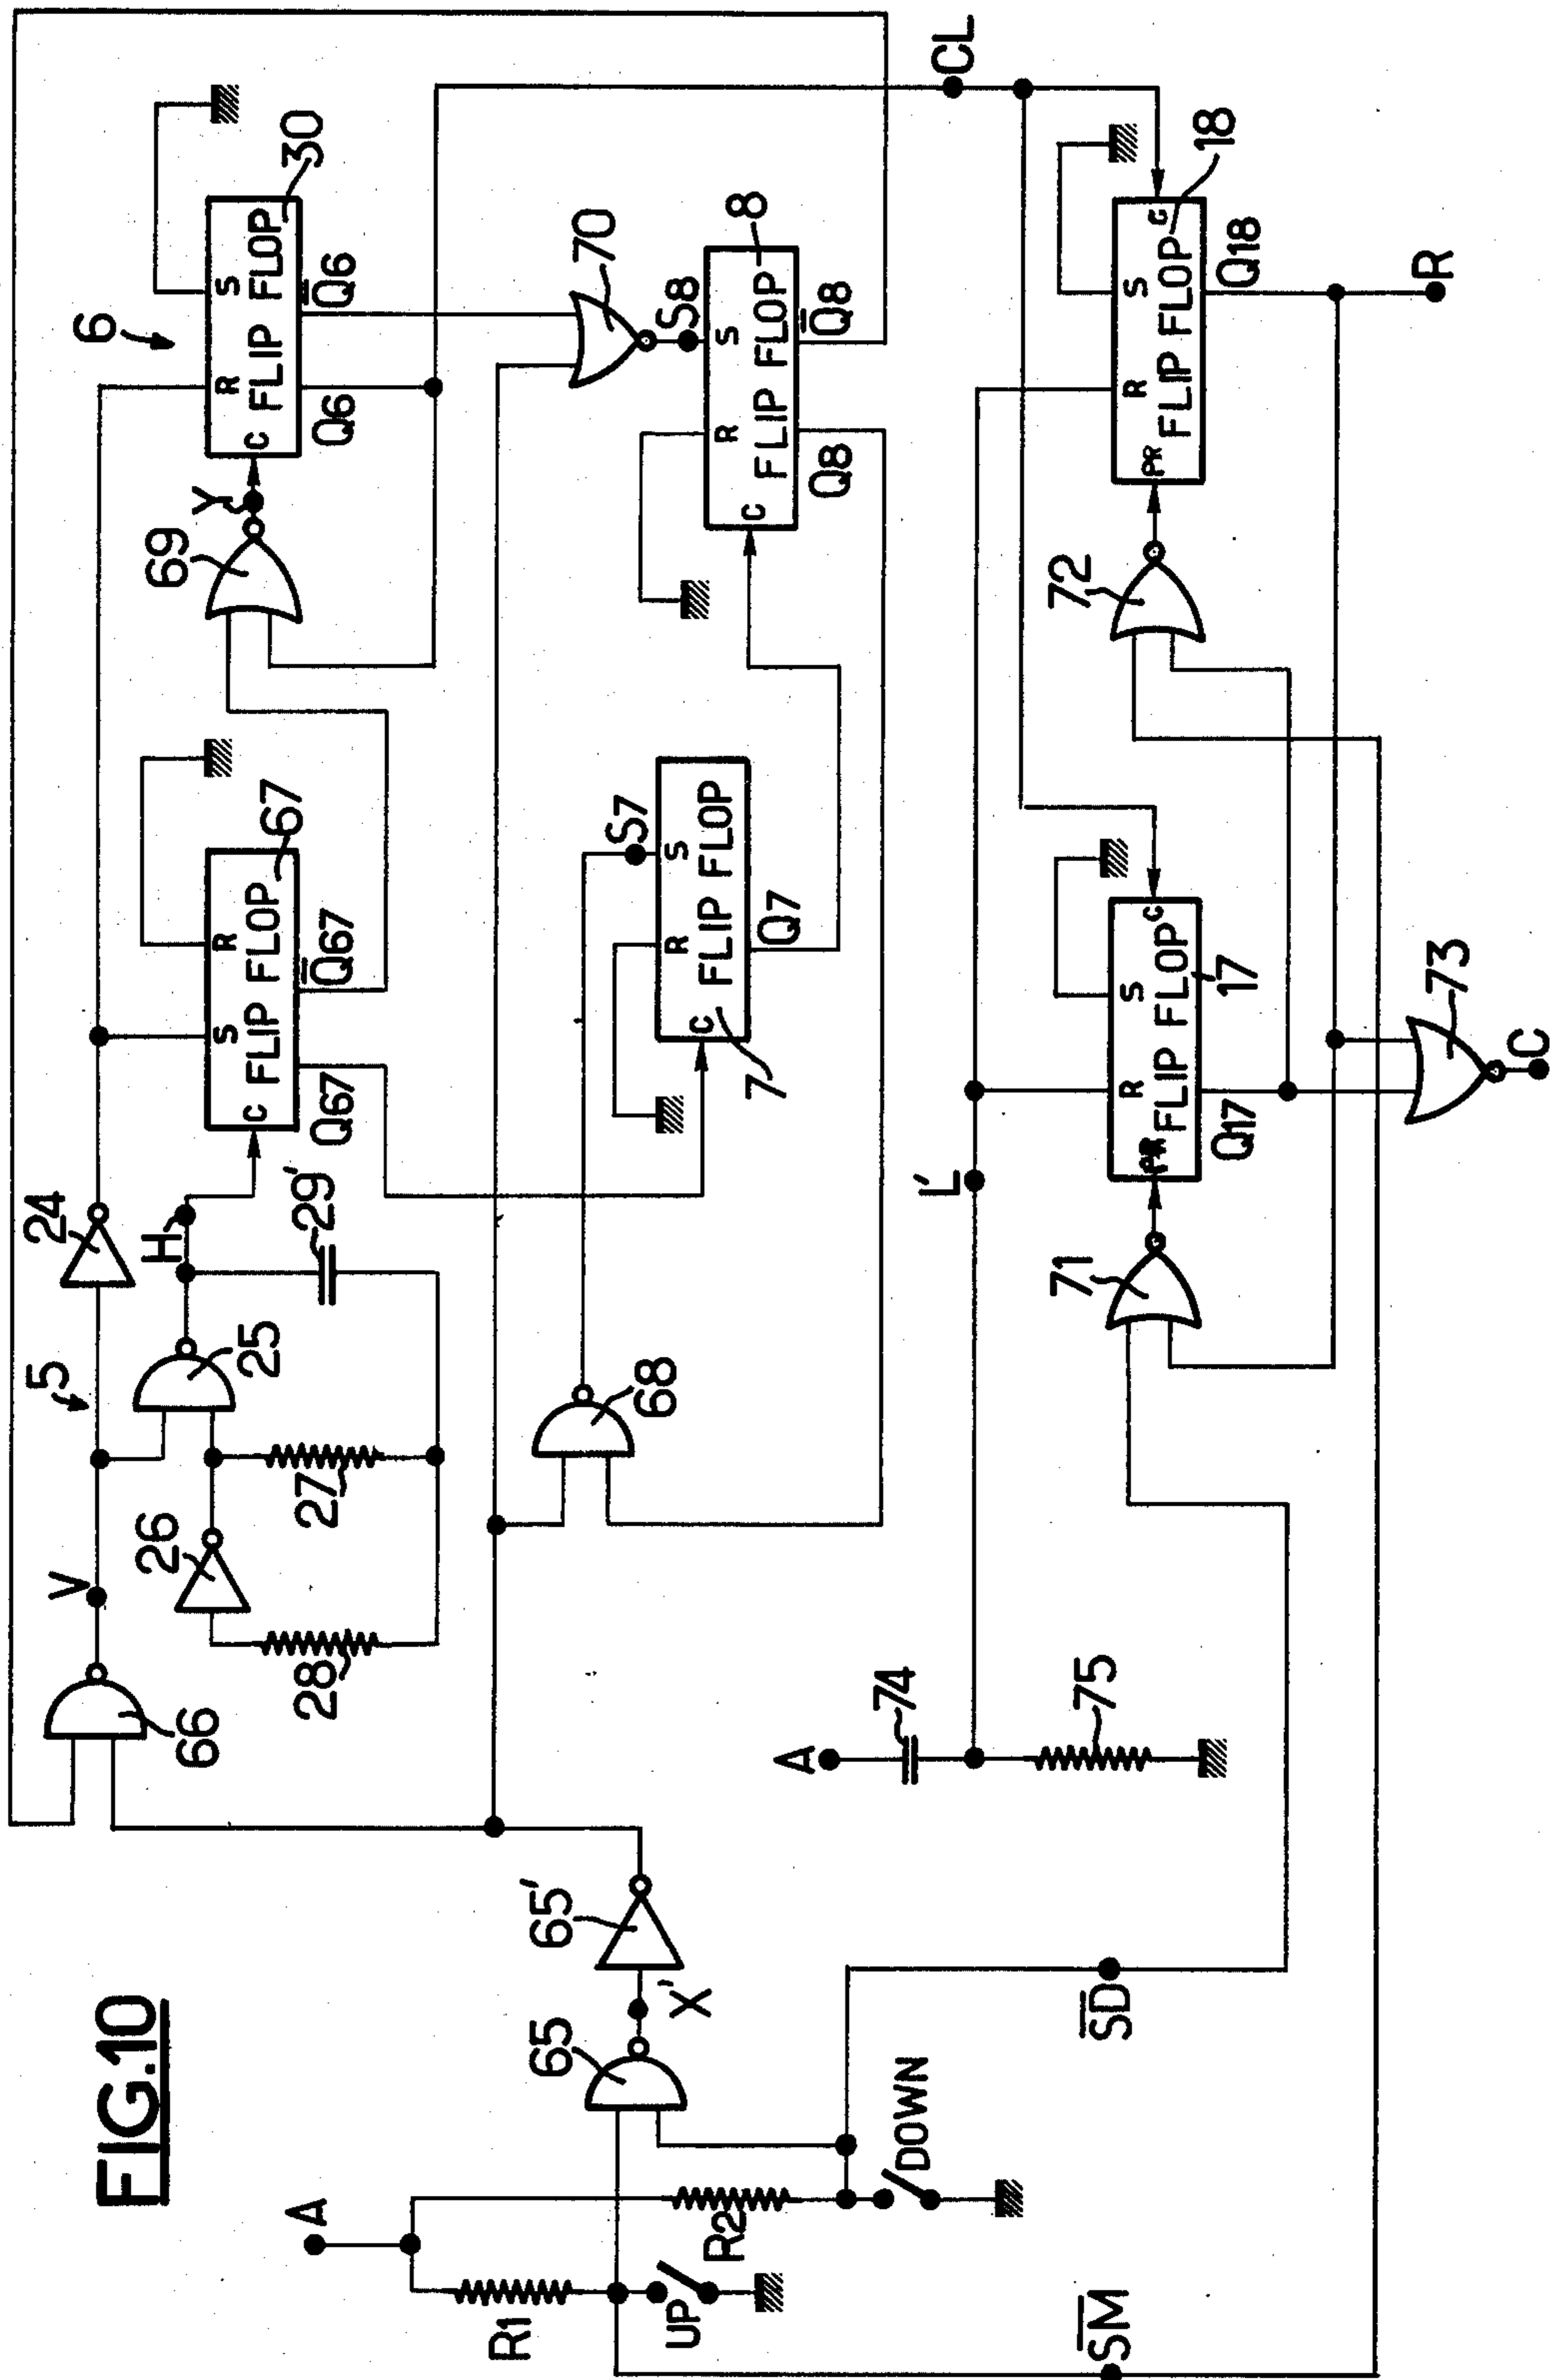 FIG.10
A
R1
UP
R2
DOWN
S̅M̅
S̅D̅
65
X'
65'
66
V
5
24
26
28
27
25
H
29'
C
S
R
FLIP FLOP
67
Q67
Q̅67
69
Y
6
C
R
S
FLIP FLOP
30
Q6
Q̅6
68
7
C
R
S
FLIP FLOP
S7
Q7
70
S8
C
R
S
FLIP FLOP
8
Q8
Q̅8
CL
A
74
75
L'
71
PR
R
S
C
FLIP FLOP
17
Q17
72
PR
R
S
G
FLIP FLOP
18
Q18
R
73
C